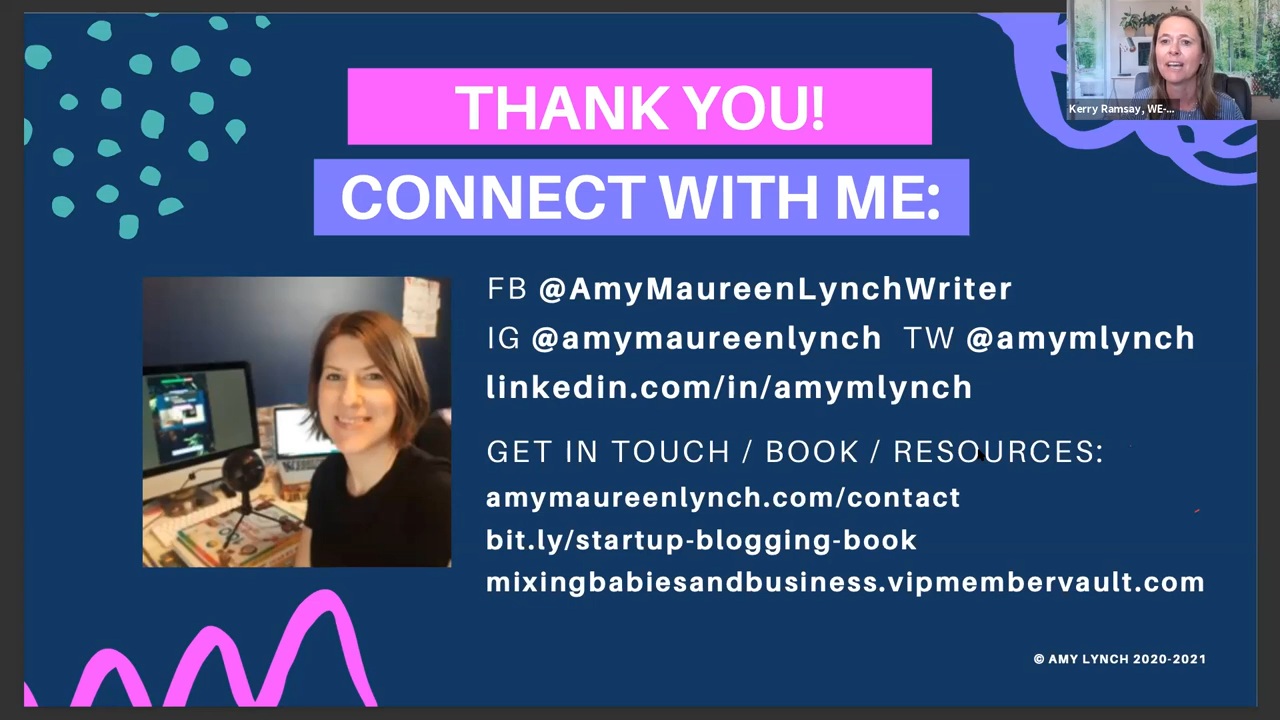 THANK YOU!
CONNECT WITH ME:
Kerry Ramsay, WE-...
FB @AmyMaureenLynchWriter
IG @amymaureenlynch TW @amymlynch
linkedin.com/in/amymlynch
GET IN TOUCH / BOOK / RESOURCES:
amymaureenlynch.com/contact
bit.ly/startup-blogging-book
mixingbabiesandbusiness.vipmembervault.com
© AMY LYNCH 2020-2021